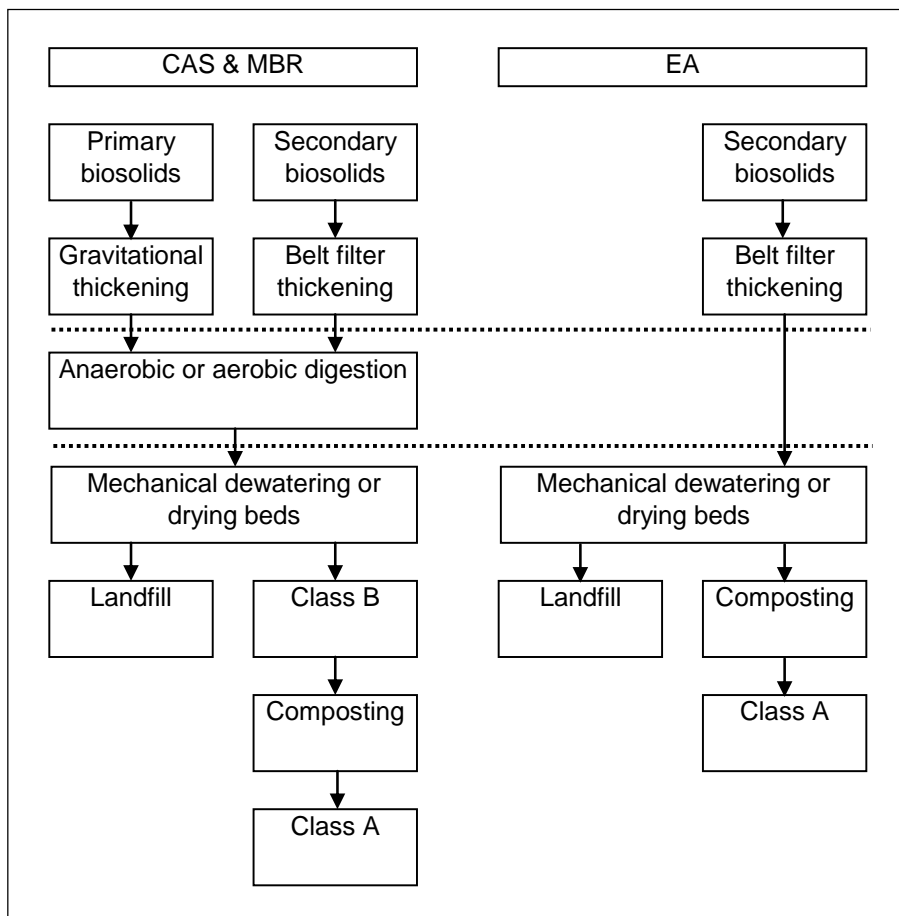 CAS & MBR
EA
Primary
biosolids
Secondary
biosolids
Secondary
biosolids
Gravitational
thickening
Belt filter
thickening
Belt filter
thickening
Anaerobic or aerobic digestion
Mechanical dewatering or
drying beds
Mechanical dewatering or
drying beds
Landfill
Class B
Landfill
Composting
Composting
Class A
Class A